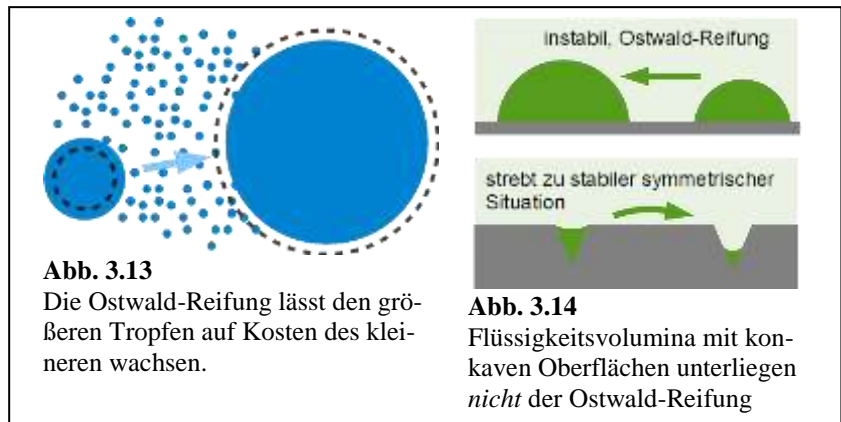 Abb. 3.13
Die Ostwald-Reifung lässt den grö-
ßeren Tropfen auf Kosten des klei-
neren wachsen.
instabil, Ostwald-Reifung
strebt zu stabiler symmetrischer
Situation
Abb. 3.14
Flüssigkeitsvolumina mit kon-
kaven Oberflächen unterliegen
nicht der Ostwald-Reifung